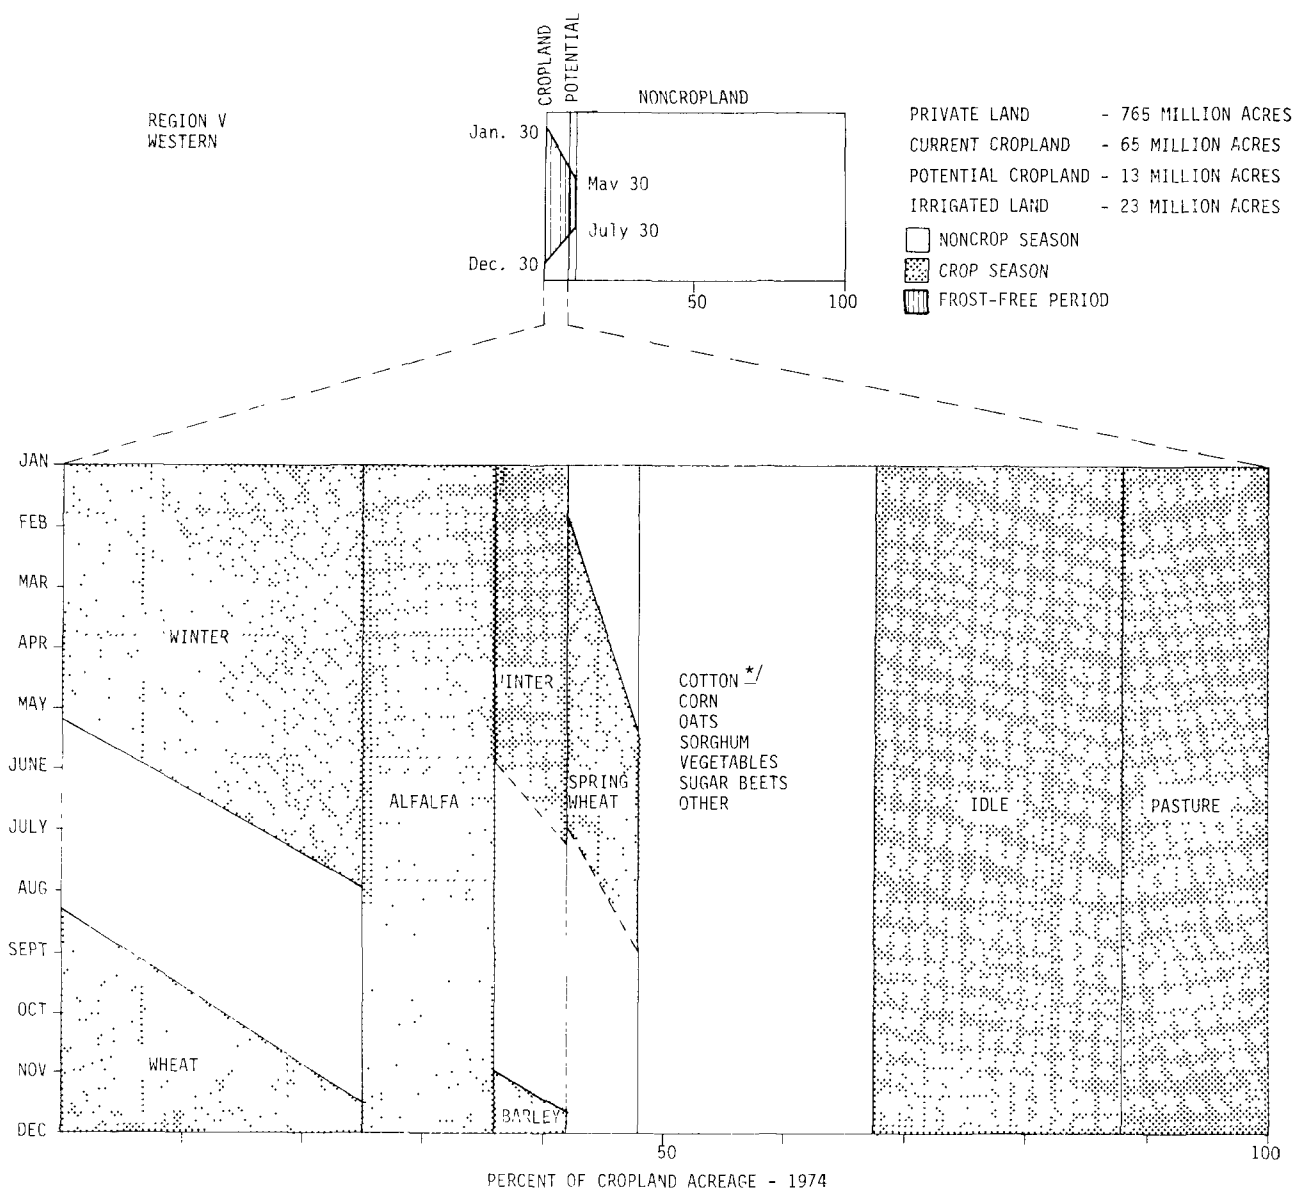 REGION V
WESTERN
CROPLAND
POTENTIAL
NONCROPLAND
Jan. 30
Mav 30
July 30
Dec. 30
50
100
PRIVATE LAND - 765 MILLION ACRES
CURRENT CROPLAND - 65 MILLION ACRES
POTENTIAL CROPLAND - 13 MILLION ACRES
IRRIGATED LAND - 23 MILLION ACRES
NONCROP SEASON
CROP SEASON
FROST-FREE PERIOD
JAN
FEB
MAR
APR
MAY
JUNE
JULY
AUG
SEPT
OCT
NOV
DEC
WINTER
WHEAT
ALFALFA
'INTER
BARLEY
SPRING
WHEAT
COTTON */
CORN
OATS
SORGHUM
VEGETABLES
SUGAR BEETS
OTHER
IDLE
PASTURE
50
100
PERCENT OF CROPLAND ACREAGE - 1974